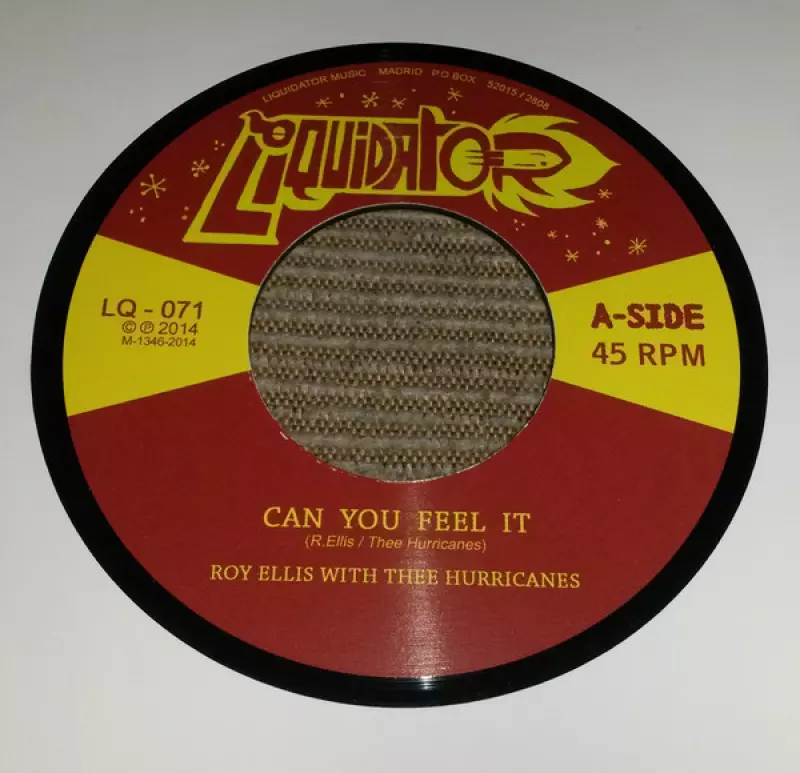 LIQUIDATOR MUSIC MADRID P.O BOX 52015 / 2808
LIQUIDATOR
LQ - 071
© ℗ 2014
M-1346-2014
A-SIDE
45 RPM
CAN YOU FEEL IT
(R.Ellis / Thee Hurricanes)
ROY ELLIS WITH THEE HURRICANES